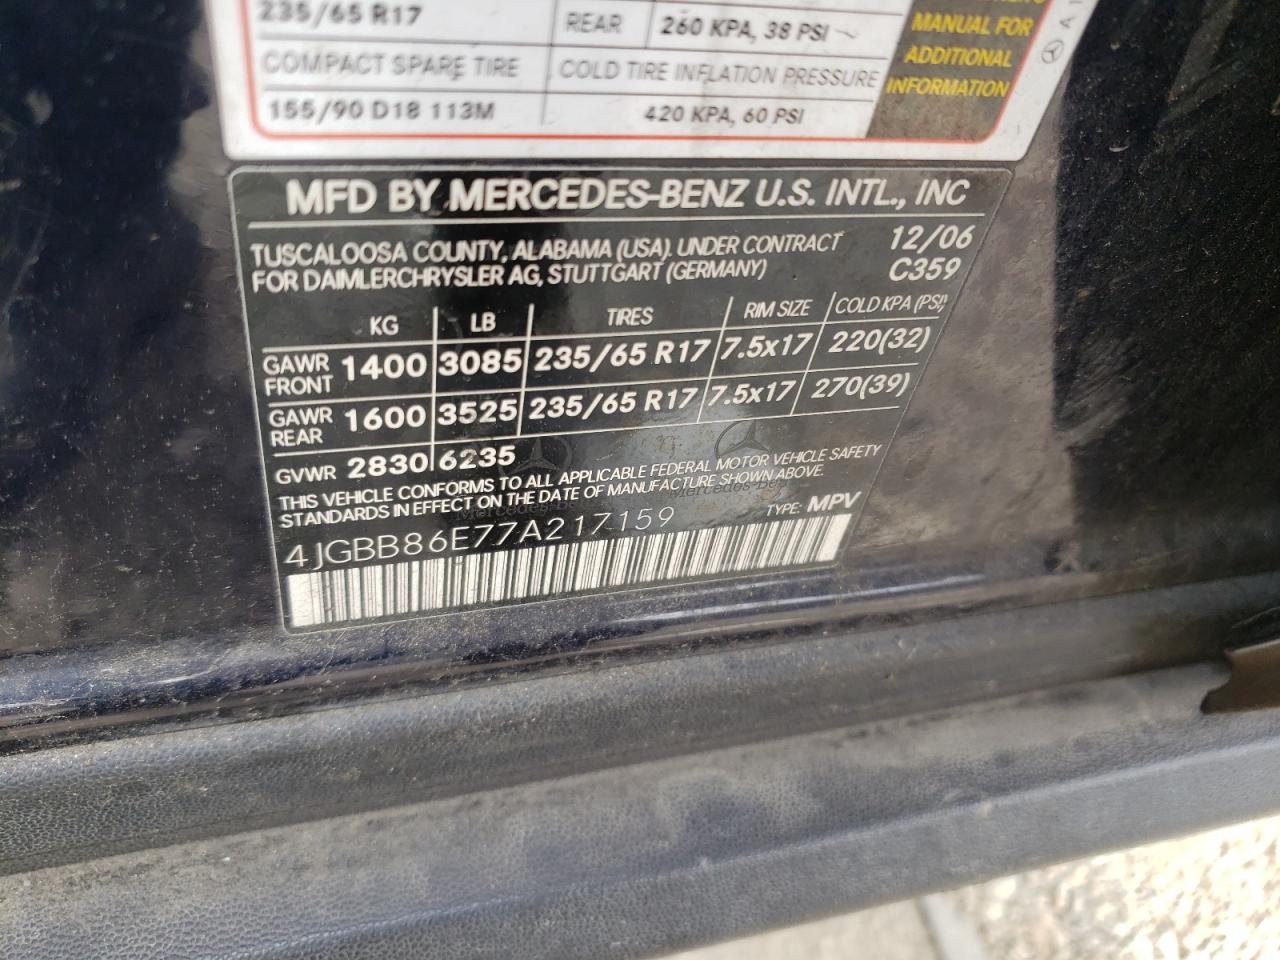 235/65 R17 REAR 260 KPA, 38 PSI
COMPACT SPARE TIRE COLD TIRE INFLATION PRESSURE
155/90 D18 113M 420 KPA, 60 PSI
MANUAL FOR
ADDITIONAL
INFORMATION
MFD BY MERCEDES-BENZ U.S. INTL., INC
TUSCALOOSA COUNTY, ALABAMA (USA). UNDER CONTRACT 12/06
FOR DAIMLERCHRYSLER AG, STUTTGART (GERMANY) C359
KG LB TIRES RIM SIZE COLD KPA (PSI)
GAWR FRONT 1400 3085 235/65 R17 7.5x17 220(32)
GAWR REAR 1600 3525 235/65 R17 7.5x17 270(39)
GVWR 2830 6235
THIS VEHICLE CONFORMS TO ALL APPLICABLE FEDERAL MOTOR VEHICLE SAFETY
STANDARDS IN EFFECT ON THE DATE OF MANUFACTURE SHOWN ABOVE.
Mercedes-Benz
4JGBB86E77A217159 TYPE: MPV